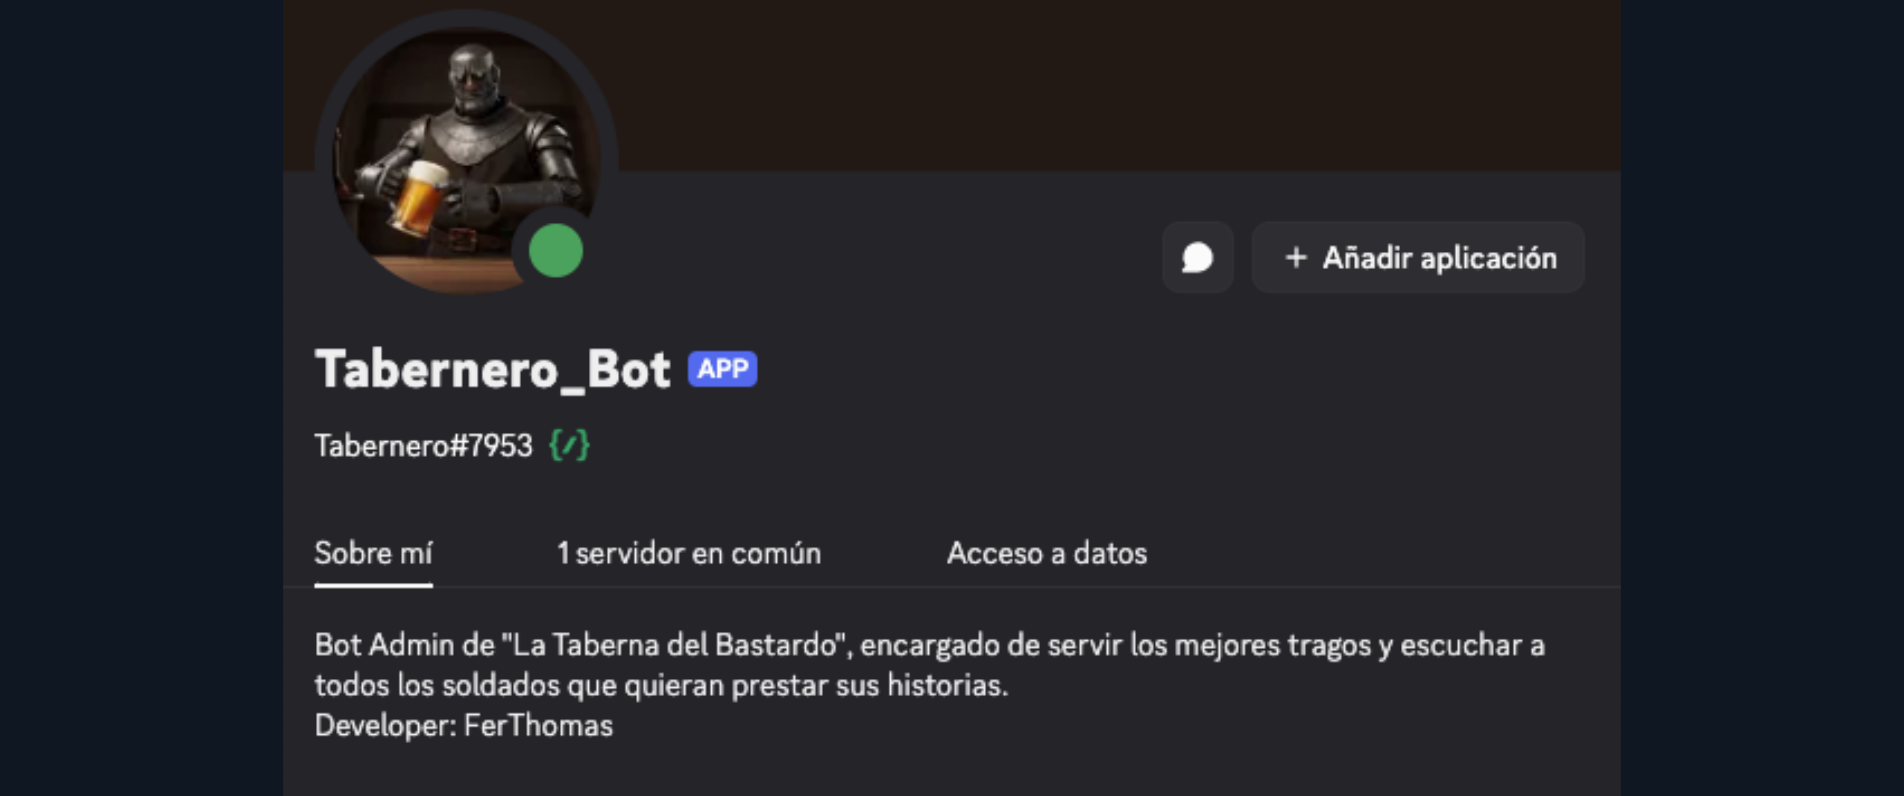 + Añadir aplicación
Tabernero_Bot APP
Tabernero#7953 {/}
Sobre mí 1 servidor en común Acceso a datos
Bot Admin de "La Taberna del Bastardo", encargado de servir los mejores tragos y escuchar a
todos los soldados que quieran prestar sus historias.
Developer: FerThomas